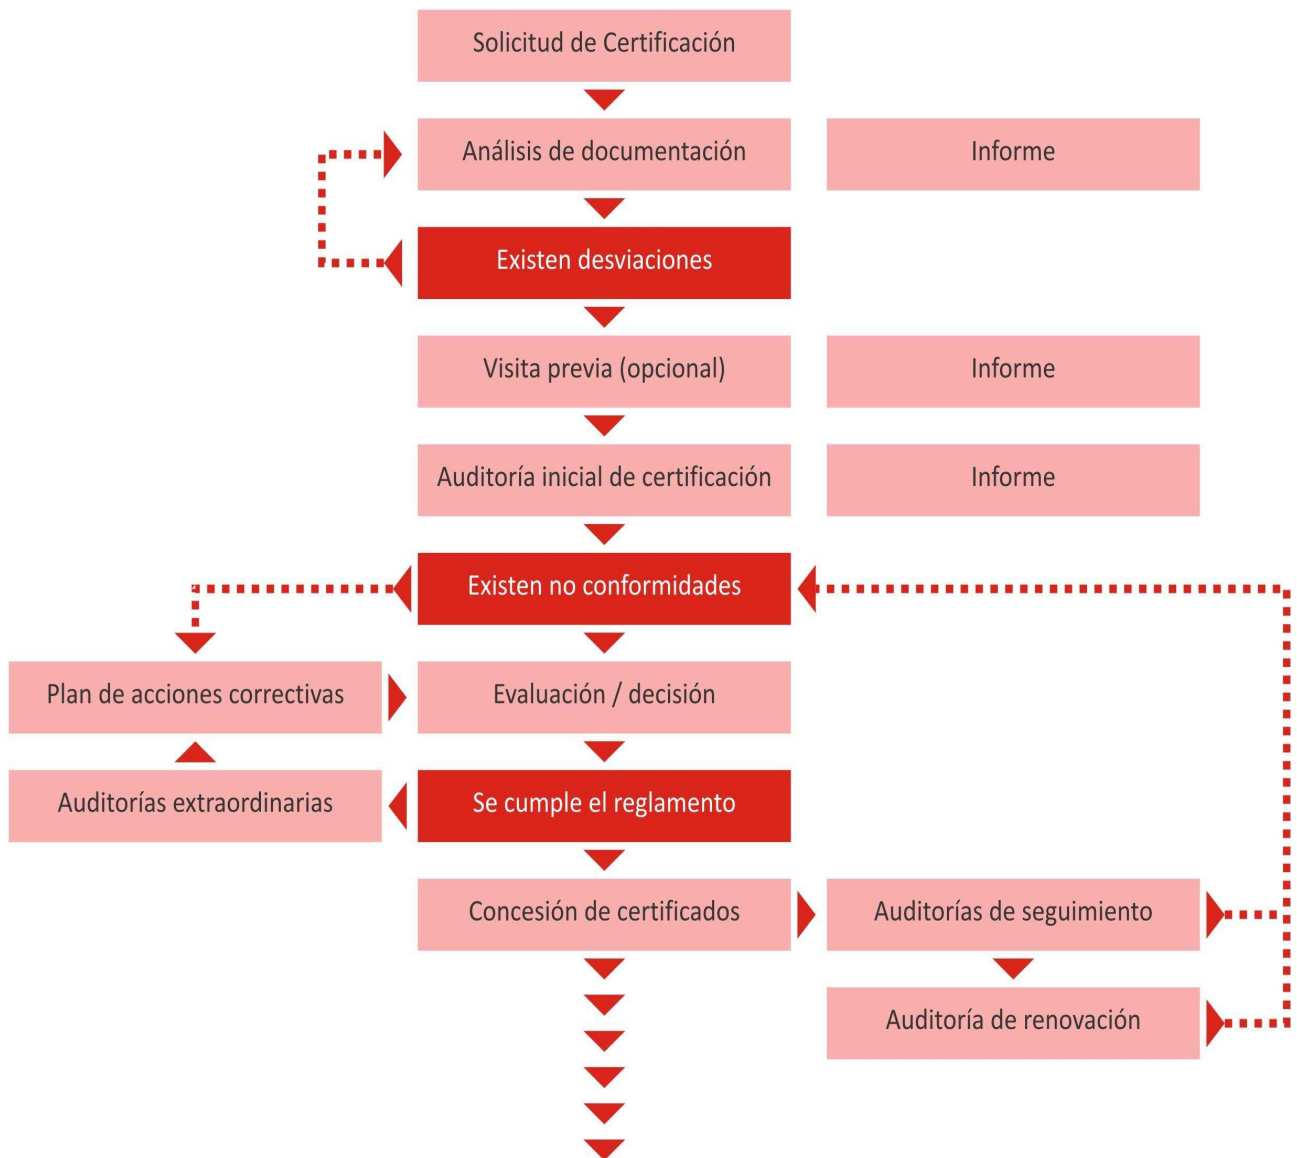 Solicitud de Certificación
Análisis de documentación
Informe
Existen desviaciones
Visita previa (opcional)
Informe
Auditoría inicial de certificación
Informe
Existen no conformidades
Plan de acciones correctivas
Evaluación / decisión
Auditorías extraordinarias
Se cumple el reglamento
Concesión de certificados
Auditorías de seguimiento
Auditoría de renovación